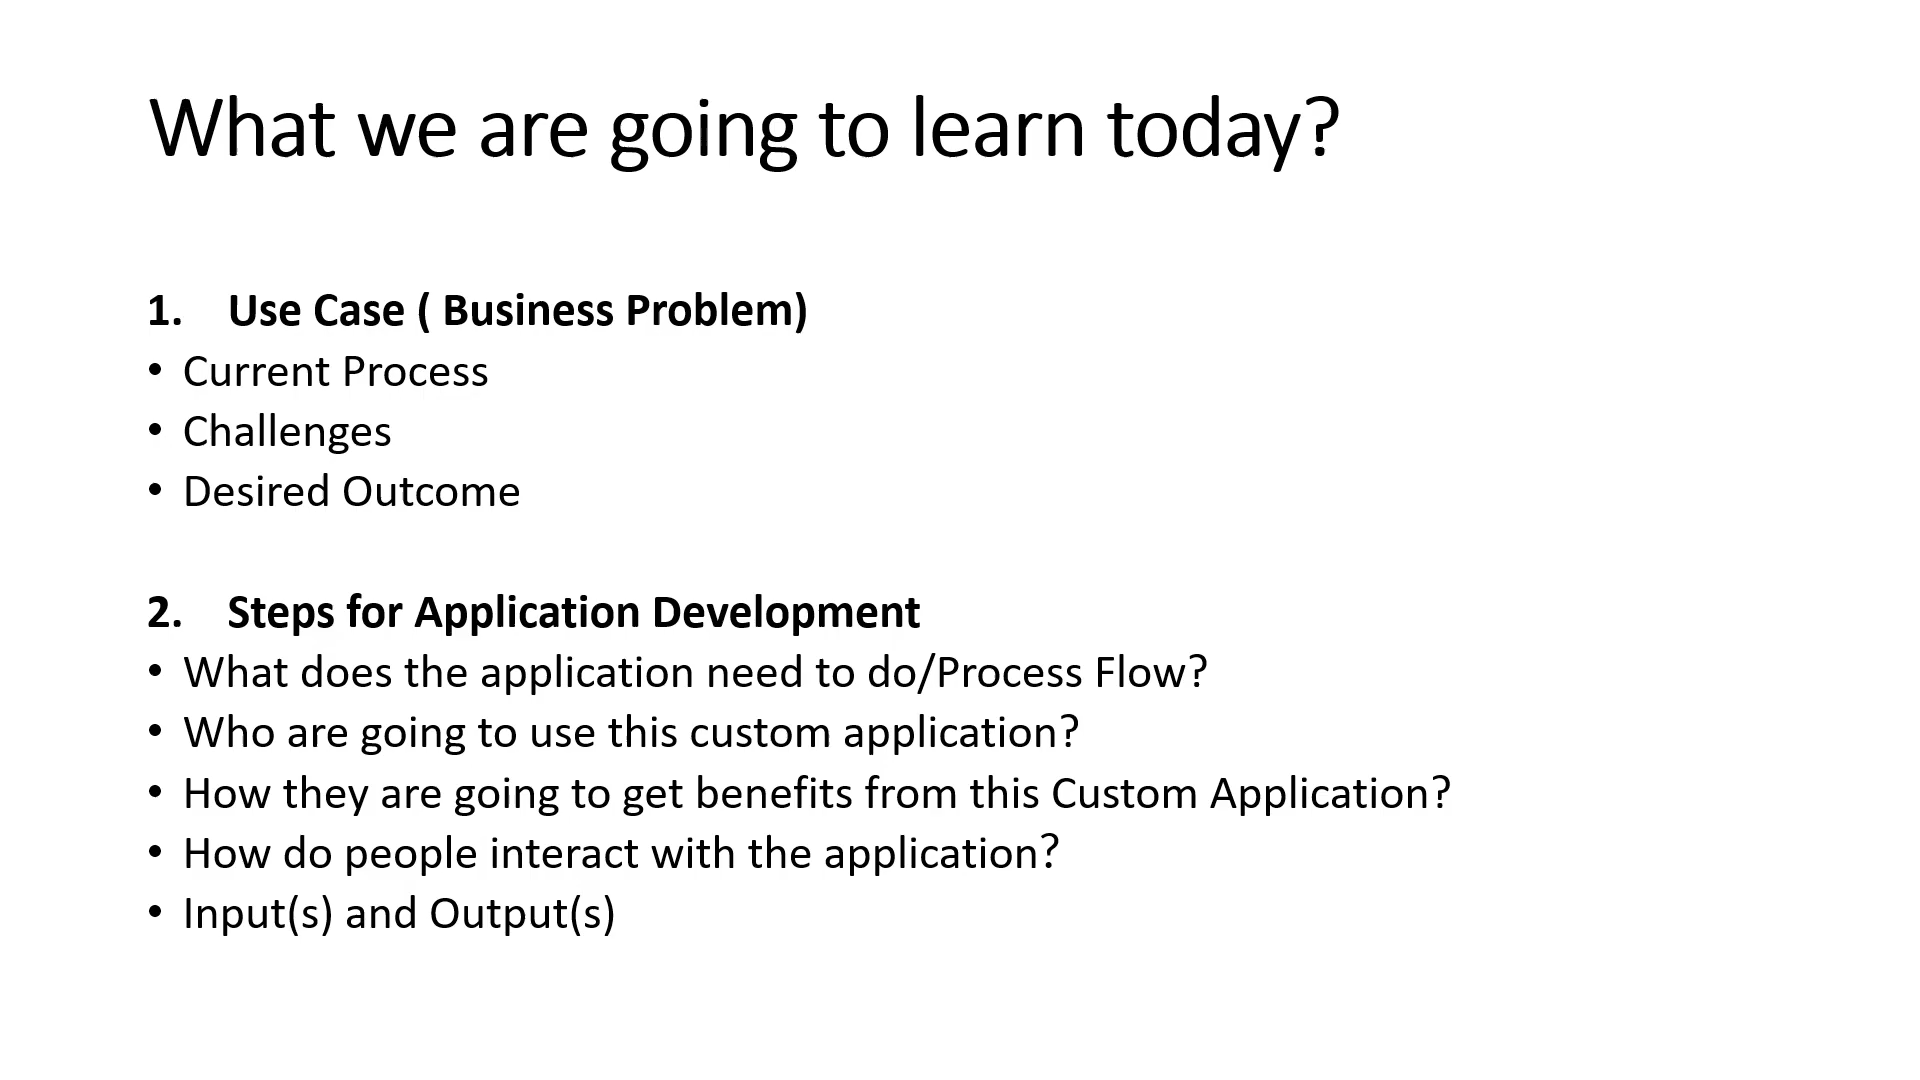 What we are going to learn today?
1. Use Case ( Business Problem)
• Current Process
• Challenges
• Desired Outcome
2. Steps for Application Development
• What does the application need to do/Process Flow?
• Who are going to use this custom application?
• How they are going to get benefits from this Custom Application?
• How do people interact with the application?
• Input(s) and Output(s)